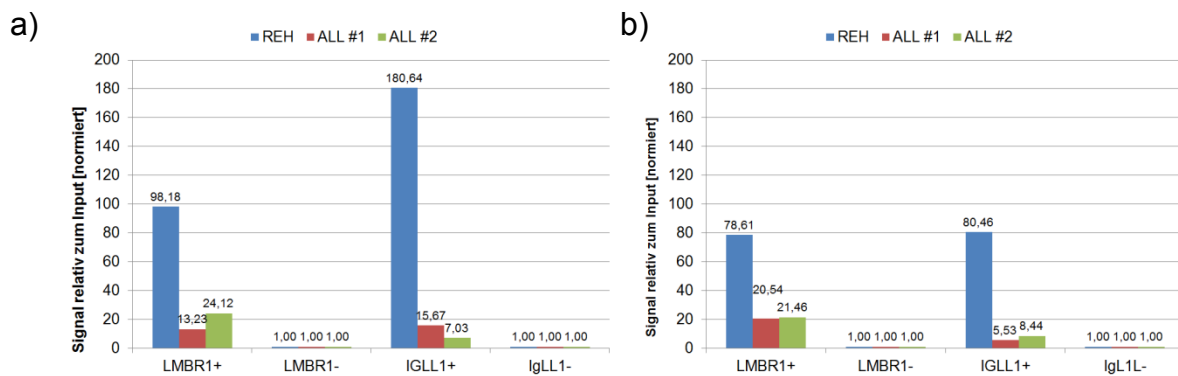 a)
REH ALL #1 ALL #2
Signal relativ zum Input [normiert]
200
180
160
140
120
100
80
60
40
20
0
98,18
13,23
24,12
1,00 1,00 1,00
180,64
15,67
7,03
1,00 1,00 1,00
LMBR1+ LMBR1- IGLL1+ IgLL1-
b)
REH ALL #1 ALL #2
Signal relativ zum Input [normiert]
200
180
160
140
120
100
80
60
40
20
0
78,61
20,54
21,46
1,00 1,00 1,00
80,46
5,53
8,44
1,00 1,00 1,00
LMBR1+ LMBR1- IGLL1+ IgL1L-